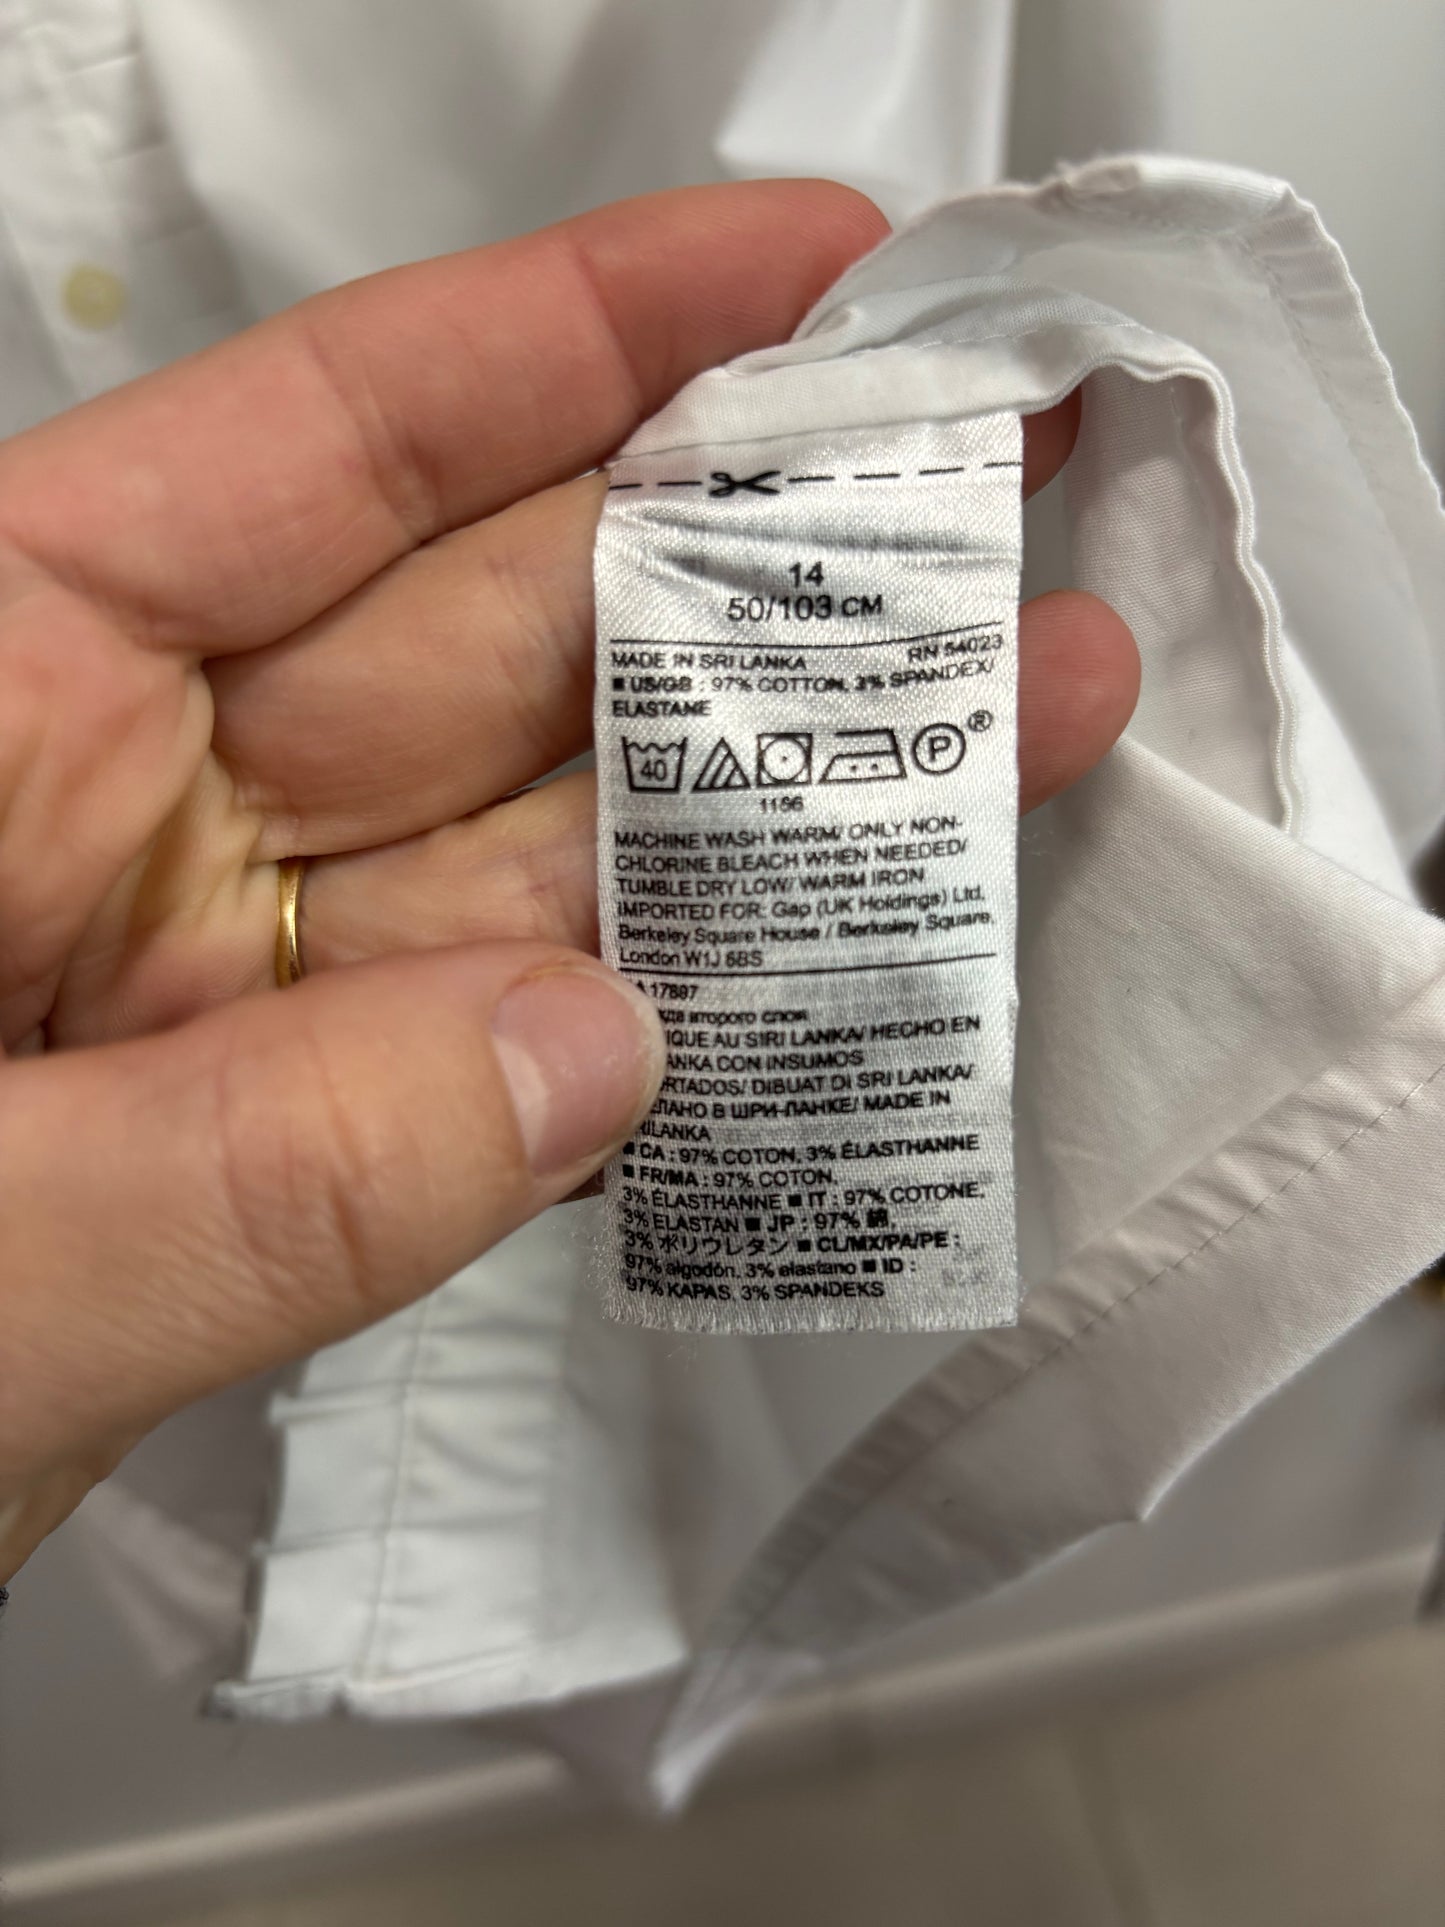 14
50/103 CM
RN 54023
MADE IN SRI LANKA
■ US/GB : 97% COTTON, 3% SPANDEX/
ELASTANE
40
P ®
1156
MACHINE WASH WARM/ ONLY NON-
CHLORINE BLEACH WHEN NEEDED/
TUMBLE DRY LOW/ WARM IRON
IMPORTED FOR: Gap (UK Holdings) Ltd,
Berkeley Square House / Berkeley Square,
London W1J 6BS
17897
второго слоя
IQUE AU SIRI LANKA/ HECHO EN
ANKA CON INSUMOS
ORTADOS/ DIBUAT DI SRI LANKA/
ЕЛАНО В ШРИ-ЛАНКЕ/ MADE IN
RILANKA
■ CA : 97% COTON, 3% ÉLASTHANNE
■ FR/MA : 97% COTON,
3% ÉLASTHANNE ■ IT : 97% COTONE,
3% ELASTAN ■ JP : 97% 綿,
3% ポリウレタン ■ CL/MX/PA/PE :
97% algodón, 3% elastano ■ ID :
97% KAPAS, 3% SPANDEKS